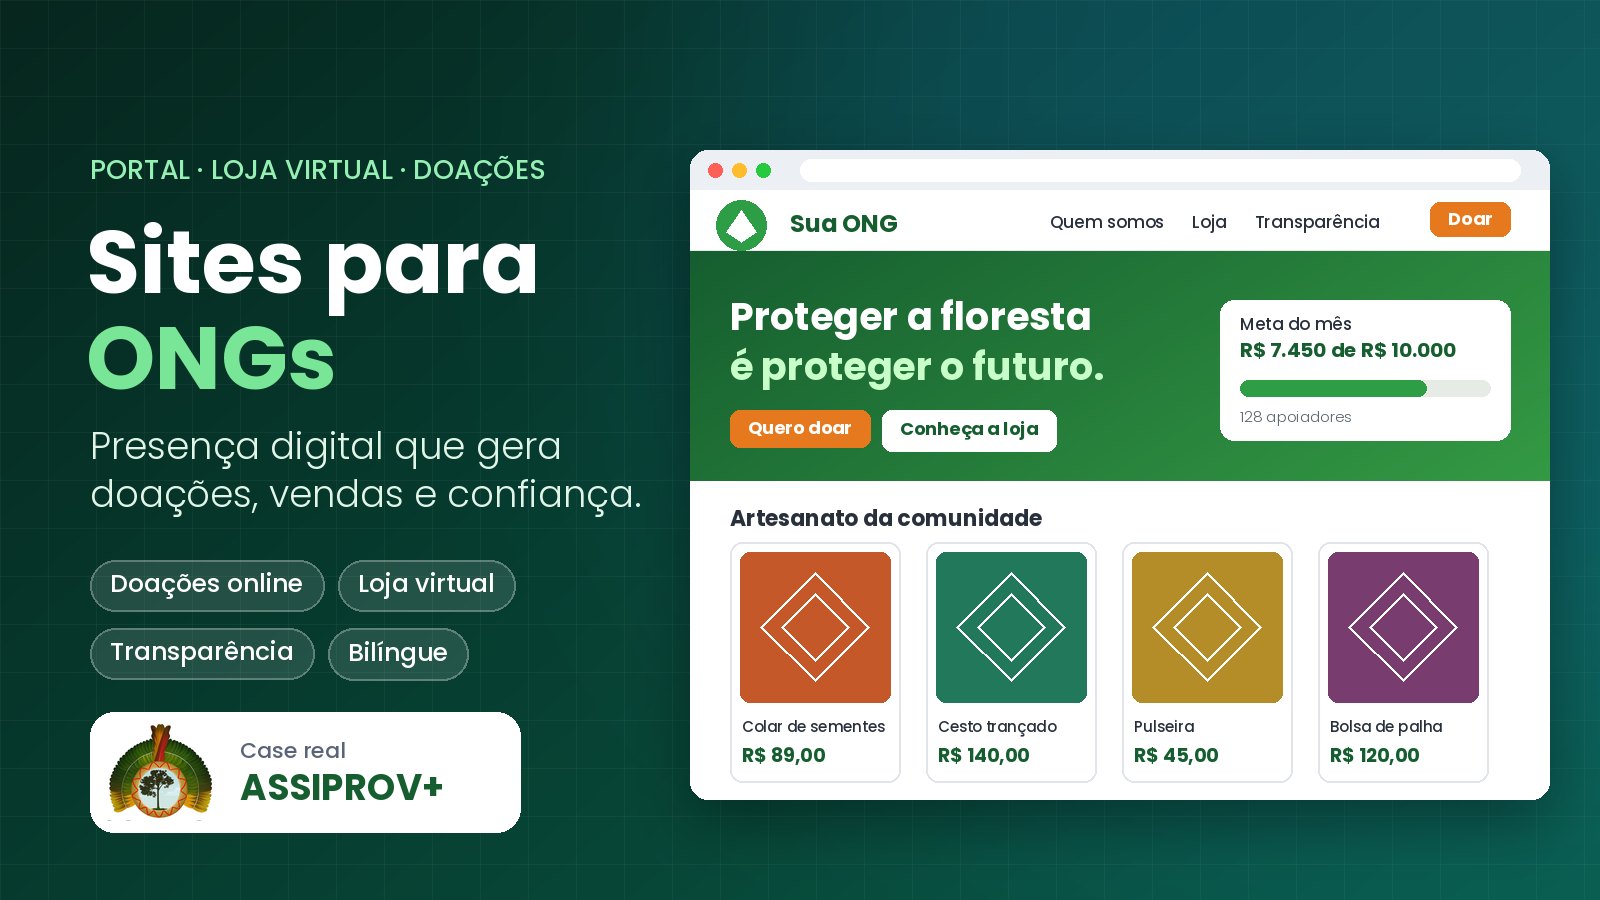 PORTAL · LOJA VIRTUAL · DOAÇÕES
Sites para
ONGs
Presença digital que gera
doações, vendas e confiança.
Doações online
Loja virtual
Transparência
Bilíngue
Case real
ASSIPROV+
Sua ONG
Quem somos
Loja
Transparência
Doar
Proteger a floresta
é proteger o futuro.
Quero doar
Conheça a loja
Meta do mês
R$ 7.450 de R$ 10.000
128 apoiadores
Artesanato da comunidade
Colar de sementes
R$ 89,00
Cesto trançado
R$ 140,00
Pulseira
R$ 45,00
Bolsa de palha
R$ 120,00